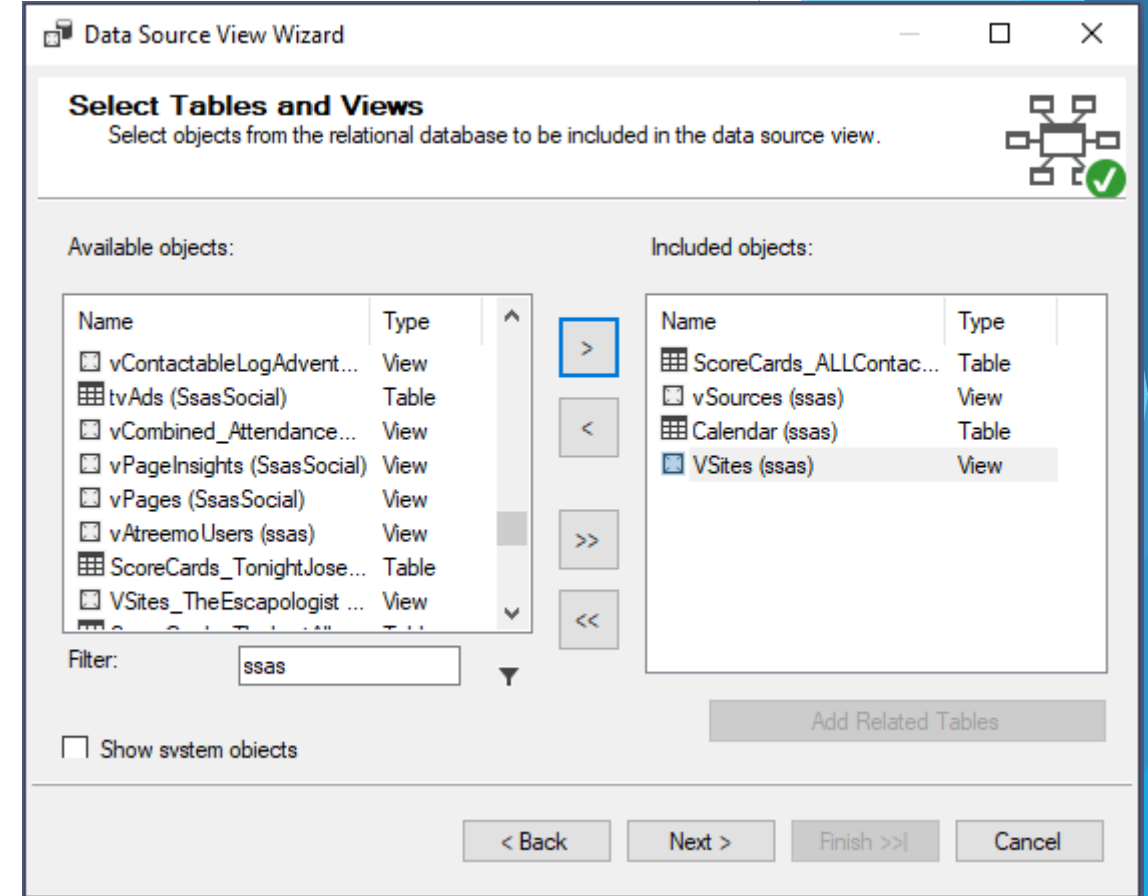 Data Source View Wizard
Select Tables and Views
Select objects from the relational database to be included in the data source view.
Available objects:
Name Type
vContactableLogAdvent... View
tvAds (SsasSocial) Table
vCombined_Attendance... View
vPageInsights (SsasSocial) View
vPages (SsasSocial) View
vAtreemoUsers (ssas) View
ScoreCards_TonightJose... Table
VSites_TheEscapologist ... View
Filter: ssas
Show system objects
>
<
>>
<<
Included objects:
Name Type
ScoreCards_ALLContac... Table
vSources (ssas) View
Calendar (ssas) Table
VSites (ssas) View
Add Related Tables
< Back Next > Finish >>| Cancel